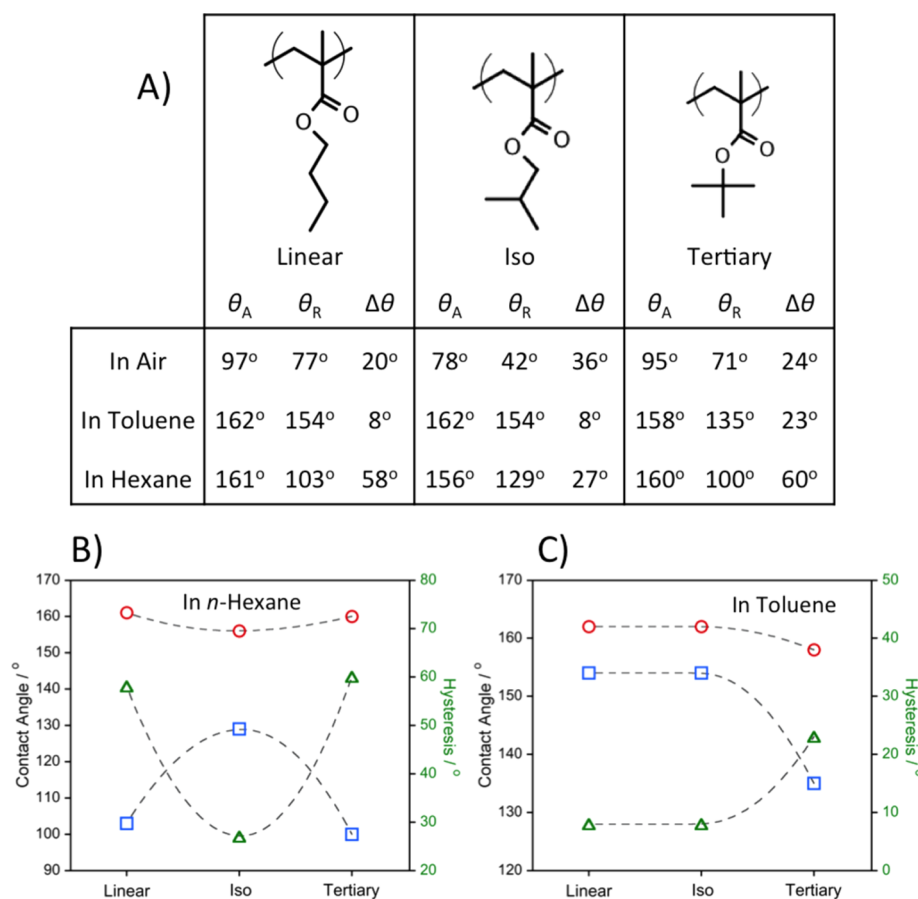 A)
O O
O O
O O
Linear Iso Tertiary
θA θR Δθ θA θR Δθ θA θR Δθ
In Air 97° 77° 20° 78° 42° 36° 95° 71° 24°
In Toluene 162° 154° 8° 162° 154° 8° 158° 135° 23°
In Hexane 161° 103° 58° 156° 129° 27° 160° 100° 60°
B)
In n-Hexane
Contact Angle / °
170
160
150
140
130
120
110
100
90
80
70
60
50
40
30
20
Hysteresis / °
Linear Iso Tertiary
C)
In Toluene
Contact Angle / °
170
160
150
140
130
120
50
40
30
20
10
0
Hysteresis / °
Linear Iso Tertiary